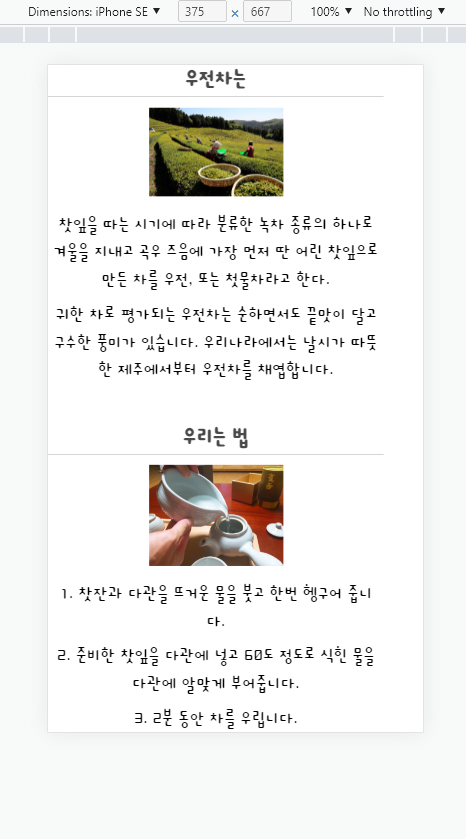 Dimensions: iPhone SE ▼ 375 × 667 100% ▼ No throttling ▼
우전차는
찻잎을 따는 시기에 따라 분류한 녹차 종류의 하나로
겨울을 지내고 곡우 즈음에 가장 먼저 딴 어린 찻잎으로
만든 차를 우전, 또는 첫물차라고 한다.
귀한 차로 평가되는 우전차는 순하면서도 끝맛이 달고
구수한 풍미가 있습니다. 우리나라에서는 날시가 따뜻
한 제주에서부터 우전차를 채엽합니다.
우리는 법
1. 찻잔과 다관을 뜨거운 물을 붓고 한번 헹구어 줍니
다.
2. 준비한 찻잎을 다관에 넣고 60도 정도로 식힌 물을
다관에 알맞게 부어줍니다.
3. 2분 동안 차를 우립니다.